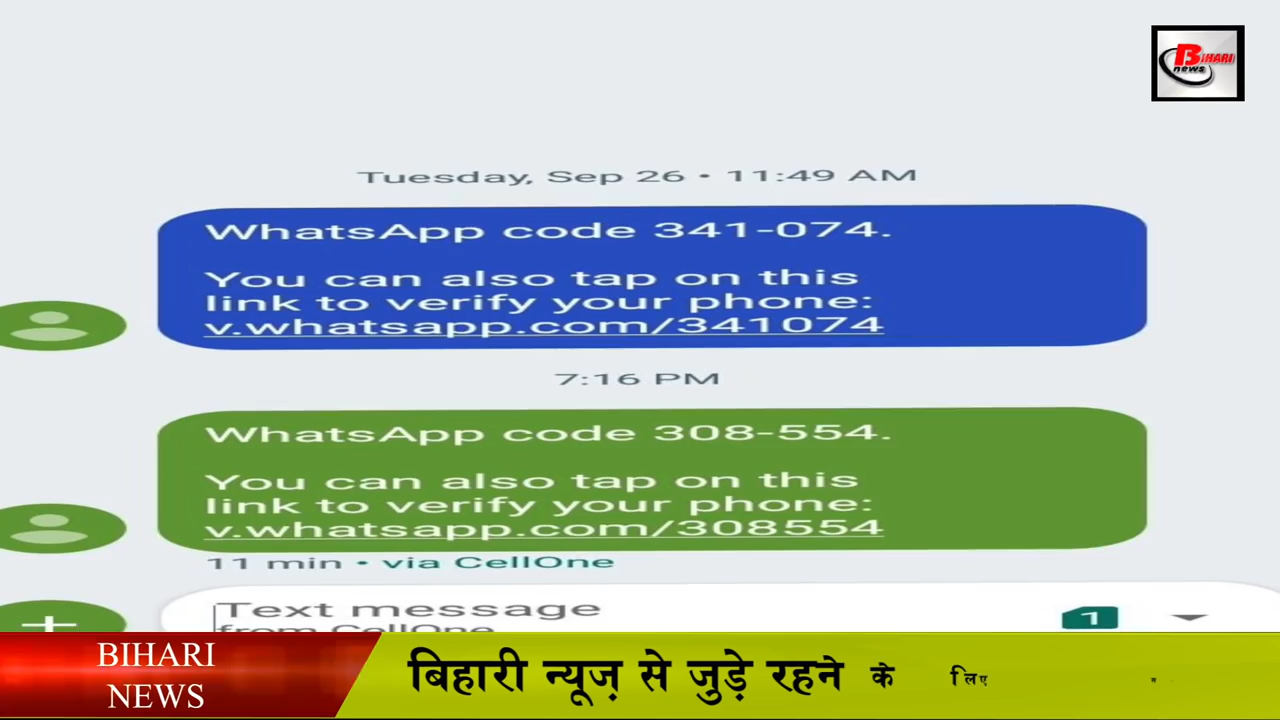 BIHARI
news
Tuesday, Sep 26 • 11:49 AM
WhatsApp code 341-074.
You can also tap on this
link to verify your phone:
v.whatsapp.com/341074
7:16 PM
WhatsApp code 308-554.
You can also tap on this
link to verify your phone:
v.whatsapp.com/308554
11 min • via CellOne
Text message
from CellOne
1
BIHARI
NEWS
बिहारी न्यूज़ से जुड़े रहने के लिए